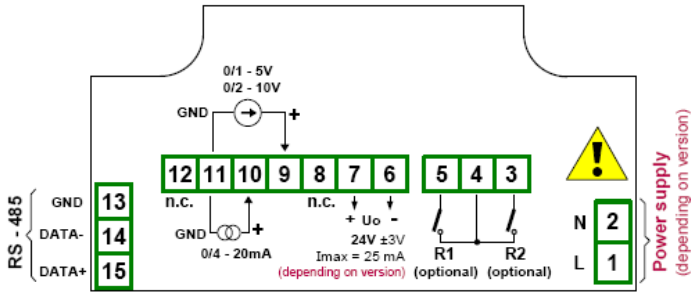 0/1 - 5V
0/2 - 10V
GND
+
12 11 10 9 8 7 6
5 4 3
n.c.
n.c.
GND
+
0/4 - 20mA
+ Uo -
24V ±3V
Imax = 25 mA
(depending on version)
R1
(optional)
R2
(optional)
RS - 485
GND 13
DATA- 14
DATA+ 15
!
N 2
L 1
Power supply
(depending on version)